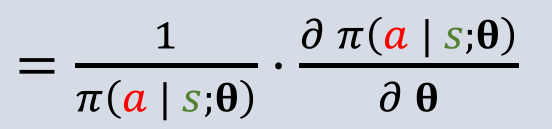 = 1 / π(a | s;θ) · ∂ π(a | s;θ) / ∂ θ